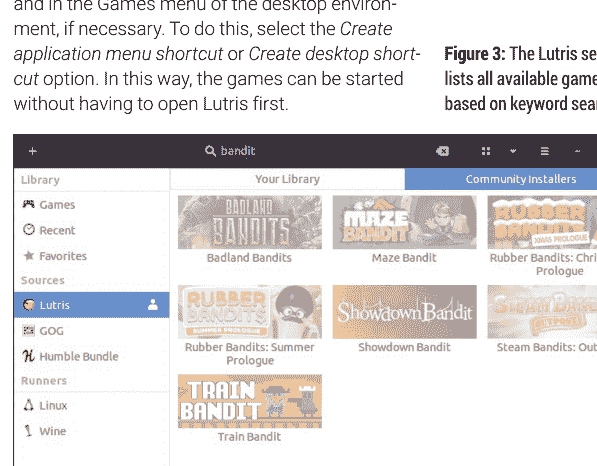 and in the Games menu of the desktop environ-
ment, if necessary. To do this, select the Create
application menu shortcut or Create desktop short-
cut option. In this way, the games can be started
without having to open Lutris first.
Figure 3: The Lutris se
lists all available game
based on keyword sear
bandit
Library
Games
Recent
Favorites
Sources
Lutris
GOG
Humble Bundle
Runners
Linux
Wine
Your Library
Community Installers
BADLAND
BANDITS
Badland Bandits
MAZE
BANDIT
Maze Bandit
RUBBER
BANDITS
XMAS PROLOGUE
Rubber Bandits: Chri
Prologue
RUBBER
BANDITS
SUMMER PROLOGUE
Rubber Bandits: Summer
Prologue
ShowdownBandit
Showdown Bandit
STEAM BANDI
Steam Bandits: Out
TRAIN
BANDIT
Train Bandit